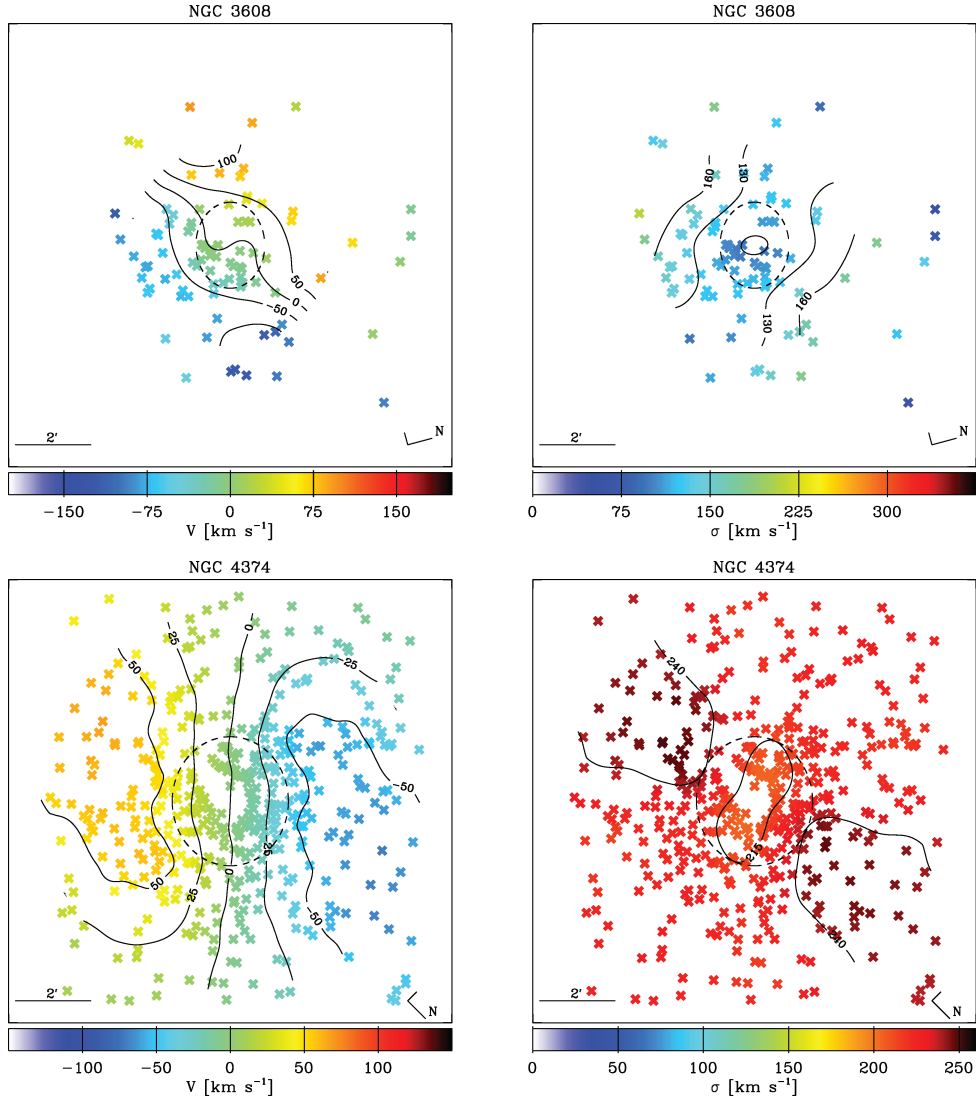 NGC 3608
100
50
0
−50
2′
N
−150 −75 0 75 150
V [km s⁻¹]
NGC 3608
160
130
130
160
2′
N
0 75 150 225 300
σ [km s⁻¹]
NGC 4374
50
25
0
−25
−50
50
25
0
−25
−50
2′
N
−100 −50 0 50 100
V [km s⁻¹]
NGC 4374
240
215
240
2′
N
0 50 100 150 200 250
σ [km s⁻¹]